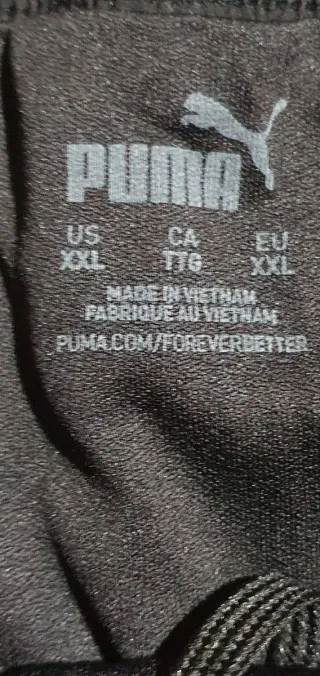 PUMA
US CA EU
XXL TTG XXL
MADE IN VIETNAM
FABRIQUE AU VIETNAM
PUMA.COM/FOREVERBETTER